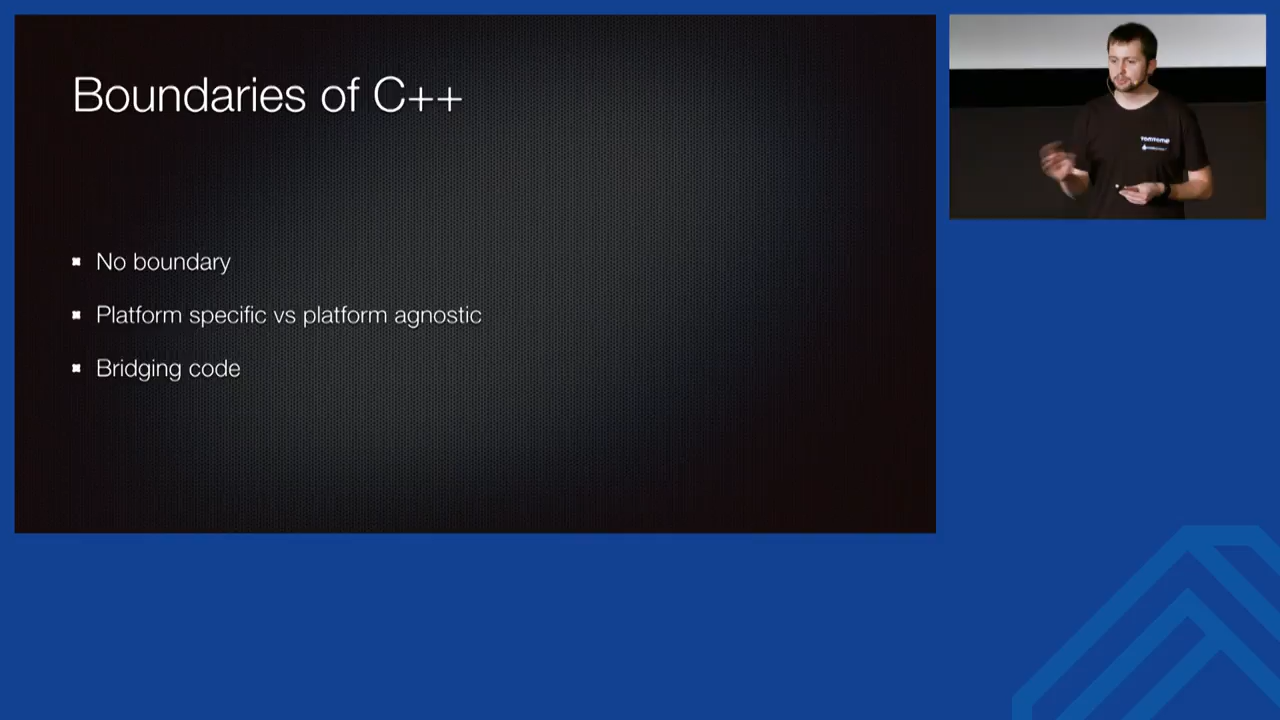 Boundaries of C++
No boundary
Platform specific vs platform agnostic
Bridging code